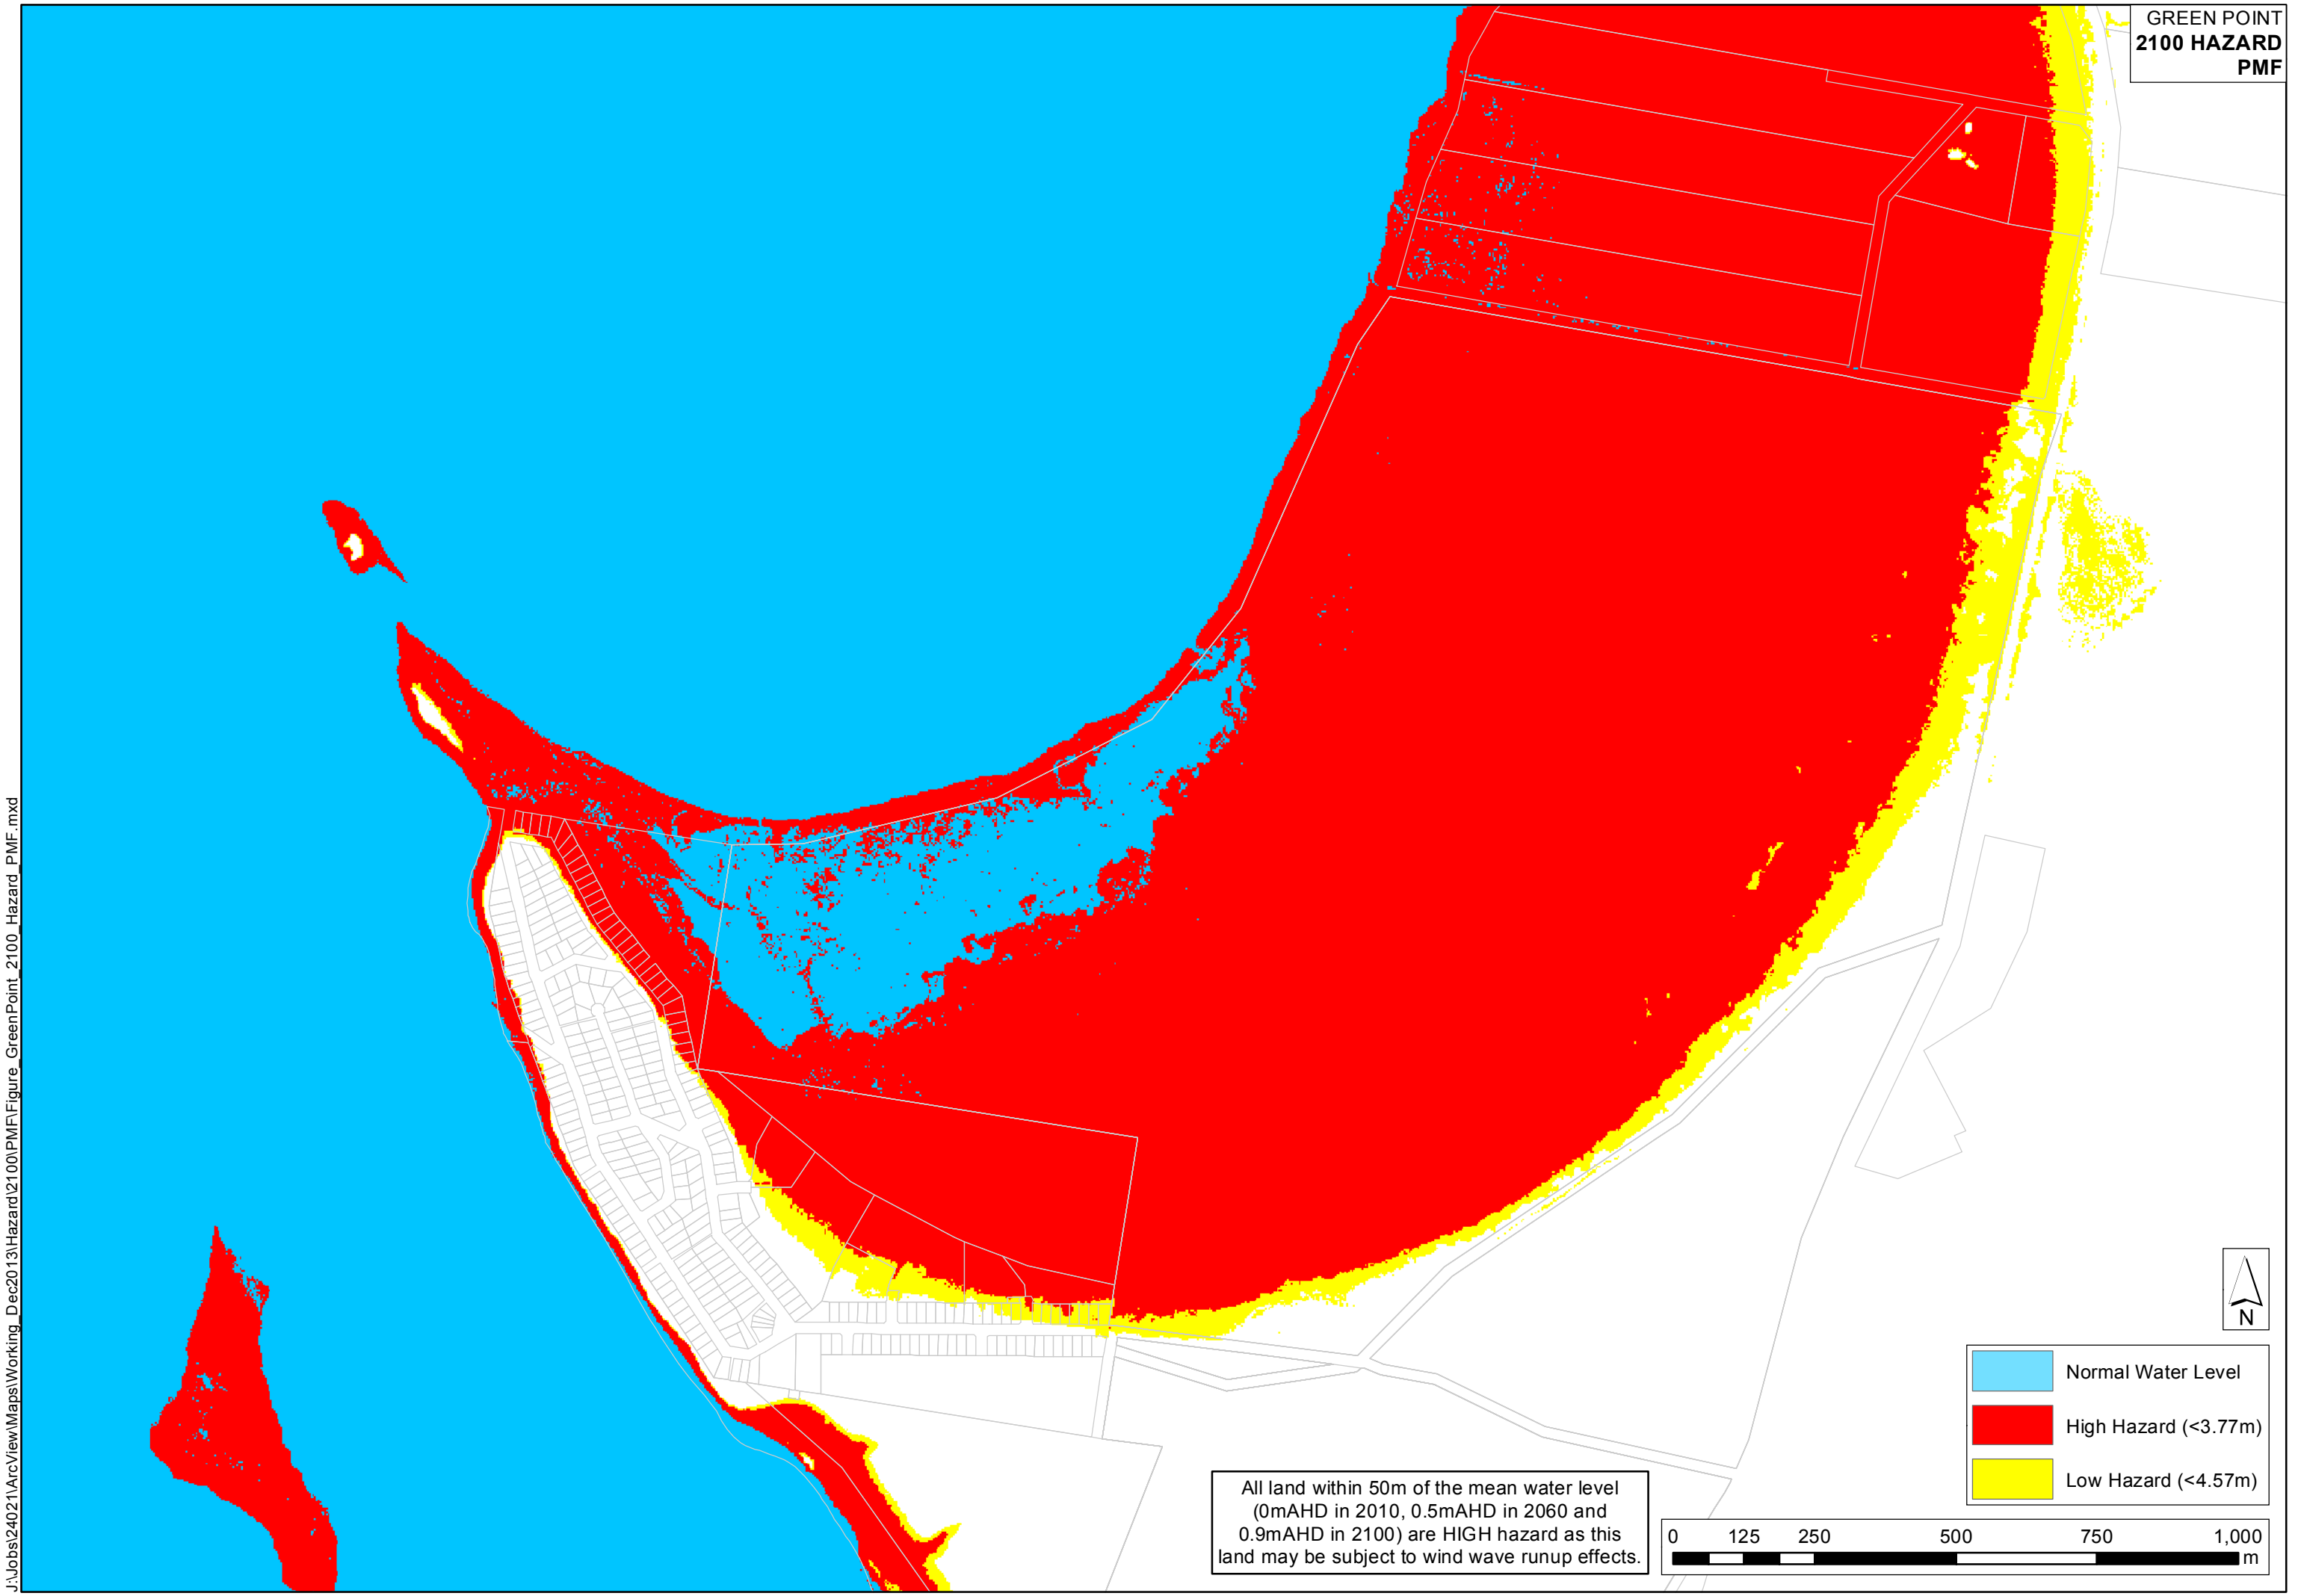 GREEN POINT
2100 HAZARD
PMF
J:\Jobs\24021\ArcView\Maps\Working_Dec2013\Hazard\2100\PMF\Figure_GreenPoint_2100_Hazard_PMF.mxd
N
Normal Water Level
High Hazard (<3.77m)
Low Hazard (<4.57m)
All land within 50m of the mean water level
(0mAHD in 2010, 0.5mAHD in 2060 and
0.9mAHD in 2100) are HIGH hazard as this
land may be subject to wind wave runup effects.
0 125 250 500 750 1,000
m